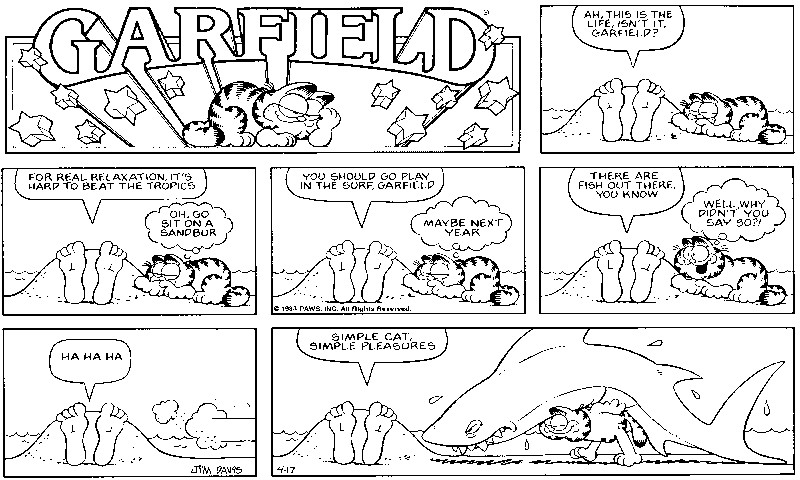 GARFIELD
AH, THIS IS THE
LIFE, ISN'T IT,
GARFIELD?
FOR REAL RELAXATION, IT'S
HARD TO BEAT THE TROPICS
OH, GO
SIT ON A
SANDBUR
YOU SHOULD GO PLAY
IN THE SURF, GARFIELD
MAYBE NEXT
YEAR
© 1984 PAWS, INC. All Rights Reserved.
THERE ARE
FISH OUT THERE,
YOU KNOW
WELL, WHY
DIDN'T YOU
SAY SO?!
HA HA HA
JIM DAVIS
SIMPLE CAT,
SIMPLE PLEASURES
4-17